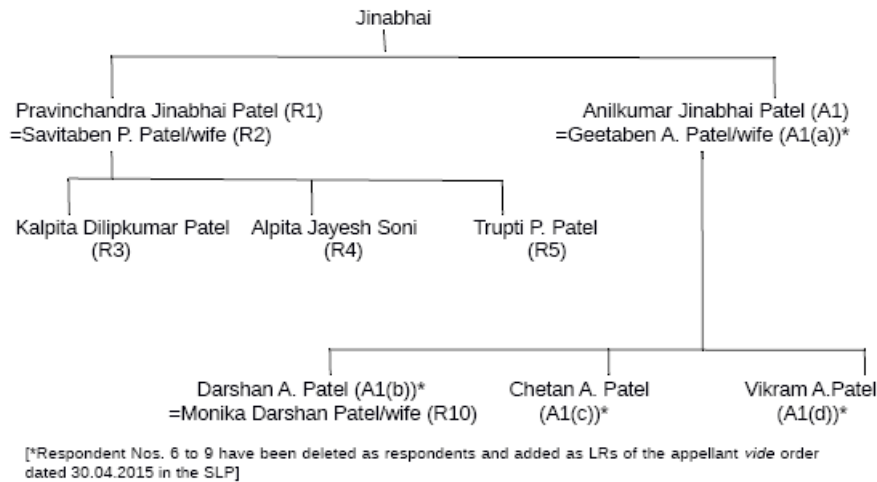 Jinabhai
Pravinchandra Jinabhai Patel (R1)
=Savitaben P. Patel/wife (R2)
Anilkumar Jinabhai Patel (A1)
=Geetaben A. Patel/wife (A1(a))*
Kalpita Dilipkumar Patel
(R3)
Alpita Jayesh Soni
(R4)
Trupti P. Patel
(R5)
Darshan A. Patel (A1(b))*
=Monika Darshan Patel/wife (R10)
Chetan A. Patel
(A1(c))*
Vikram A.Patel
(A1(d))*
[*Respondent Nos. 6 to 9 have been deleted as respondents and added as LRs of the appellant vide order
dated 30.04.2015 in the SLP]